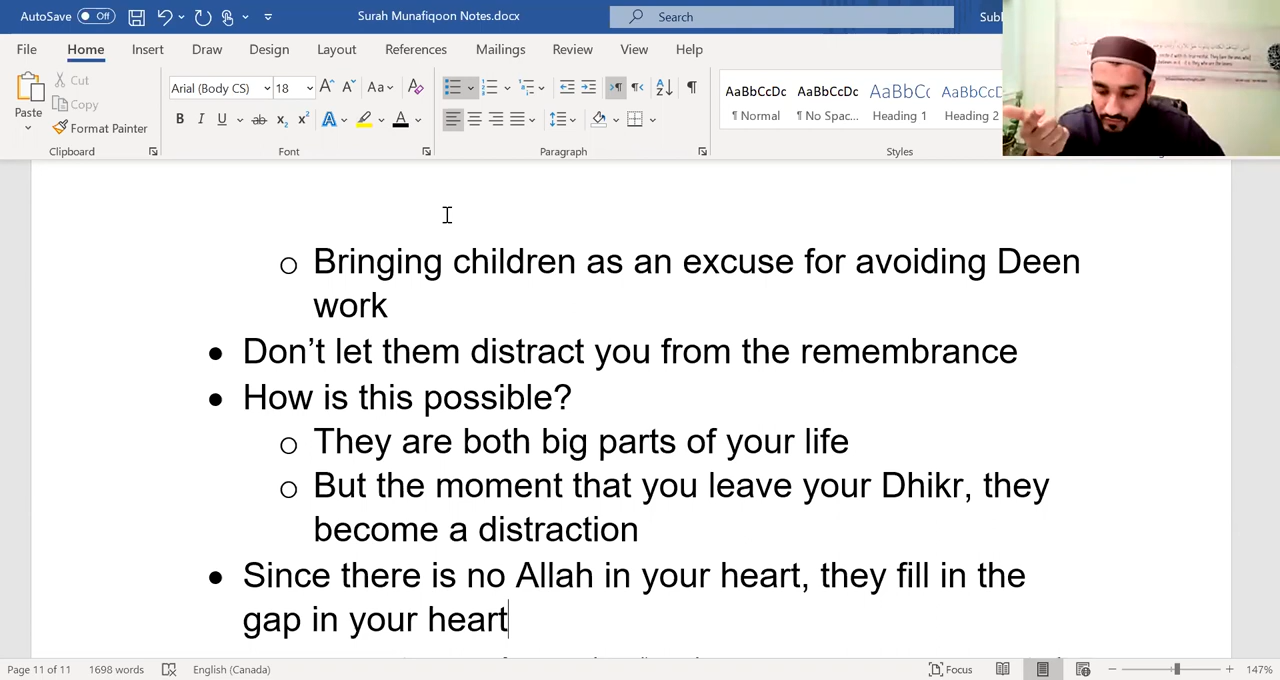 AutoSave Off Surah Munafiqoon Notes.docx Search
File Home Insert Draw Design Layout References Mailings Review View Help
Paste Cut Copy Format Painter
Arial (Body CS) 18
AaBbCcDc AaBbCcDc AaBbC AaBbCcD
¶ Normal ¶ No Spac... Heading 1 Heading 2
Clipboard Font Paragraph Styles
o Bringing children as an excuse for avoiding Deen
work
• Don’t let them distract you from the remembrance
• How is this possible?
o They are both big parts of your life
o But the moment that you leave your Dhikr, they
become a distraction
• Since there is no Allah in your heart, they fill in the
gap in your heart
Page 11 of 11 1698 words English (Canada) Focus 147%